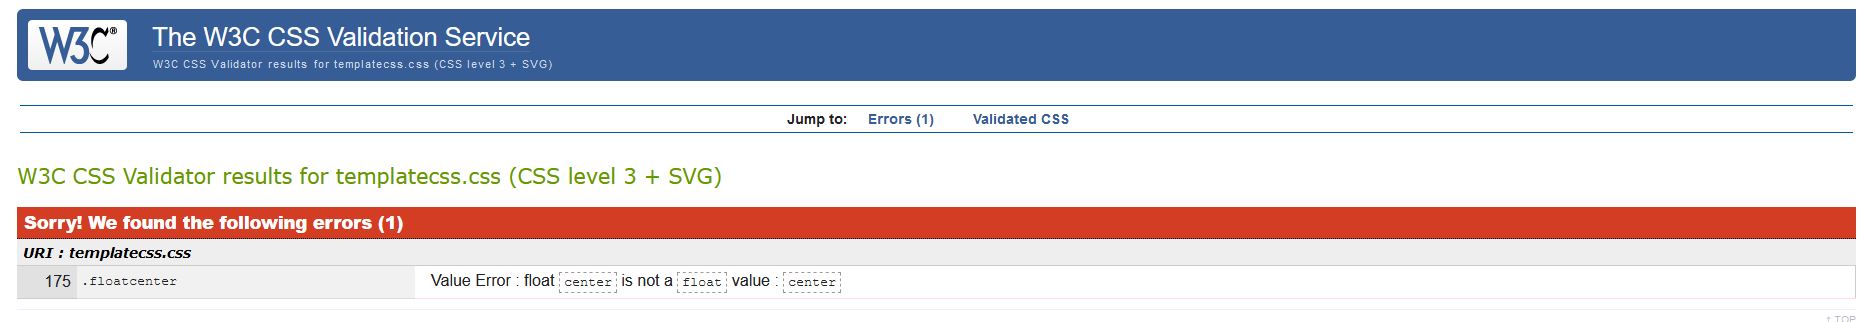 W3C®
The W3C CSS Validation Service
W3C CSS Validator results for templatecss.css (CSS level 3 + SVG)
Jump to: Errors (1) Validated CSS
W3C CSS Validator results for templatecss.css (CSS level 3 + SVG)
Sorry! We found the following errors (1)
URI : templatecss.css
175 .floatcenter Value Error : float center is not a float value : center
↑ TOP